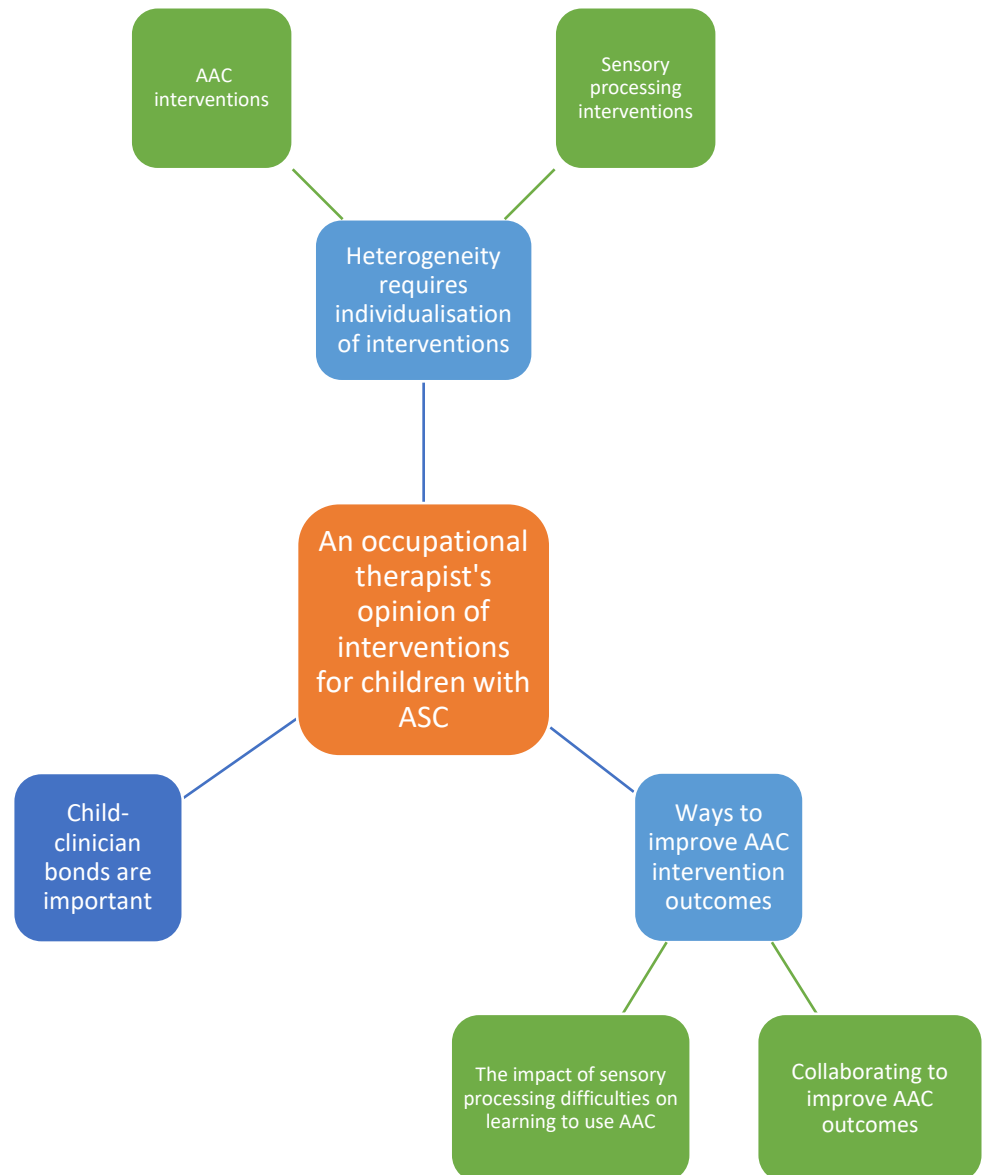 AAC
interventions
Sensory
processing
interventions
Heterogeneity
requires
individualisation
of interventions
An occupational
therapist's
opinion of
interventions
for children with
ASC
Child-
clinician
bonds are
important
Ways to
improve AAC
intervention
outcomes
The impact of sensory
processing difficulties on
learning to use AAC
Collaborating to
improve AAC
outcomes